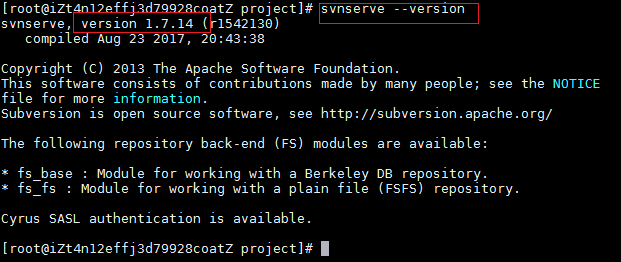 [root@iZt4n12effj3d79928coatZ project]# svnserve --version
svnserve, version 1.7.14 (r1542130)
   compiled Aug 23 2017, 20:43:38
Copyright (C) 2013 The Apache Software Foundation.
This software consists of contributions made by many people; see the NOTICE
file for more information.
Subversion is open source software, see http://subversion.apache.org/
The following repository back-end (FS) modules are available:
* fs_base : Module for working with a Berkeley DB repository.
* fs_fs : Module for working with a plain file (FSFS) repository.
Cyrus SASL authentication is available.
[root@iZt4n12effj3d79928coatZ project]#